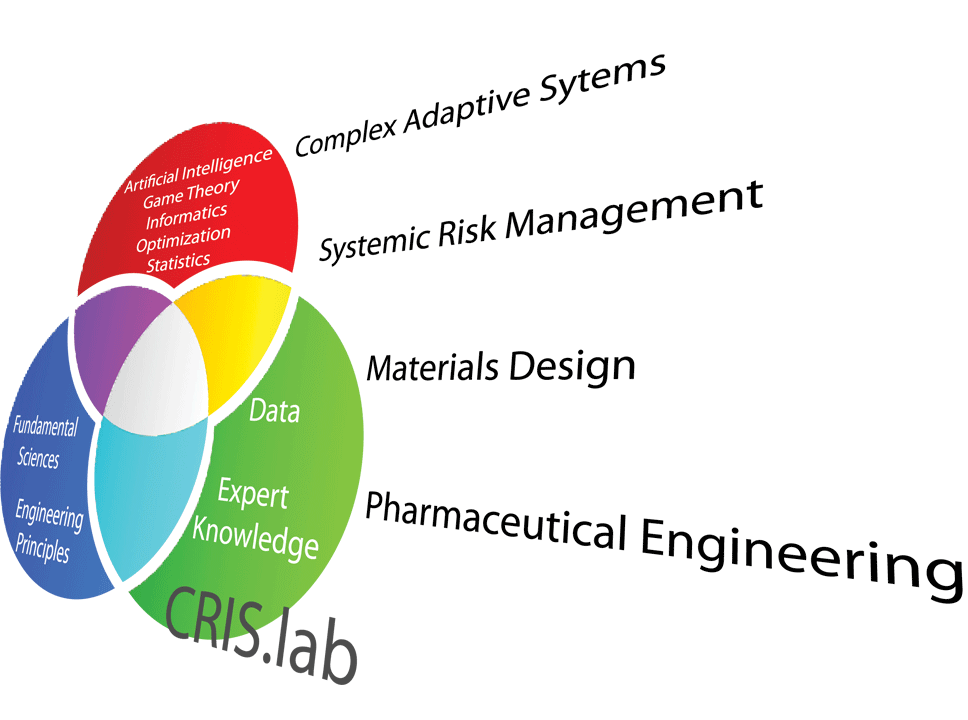 Complex Adaptive Sytems
Artificial Intelligence
Game Theory
Informatics
Optimization
Statistics
Systemic Risk Management
Materials Design
Data
Fundamental
Sciences
Expert
Knowledge
Engineering
Principles
Pharmaceutical Engineering
CRIS.lab